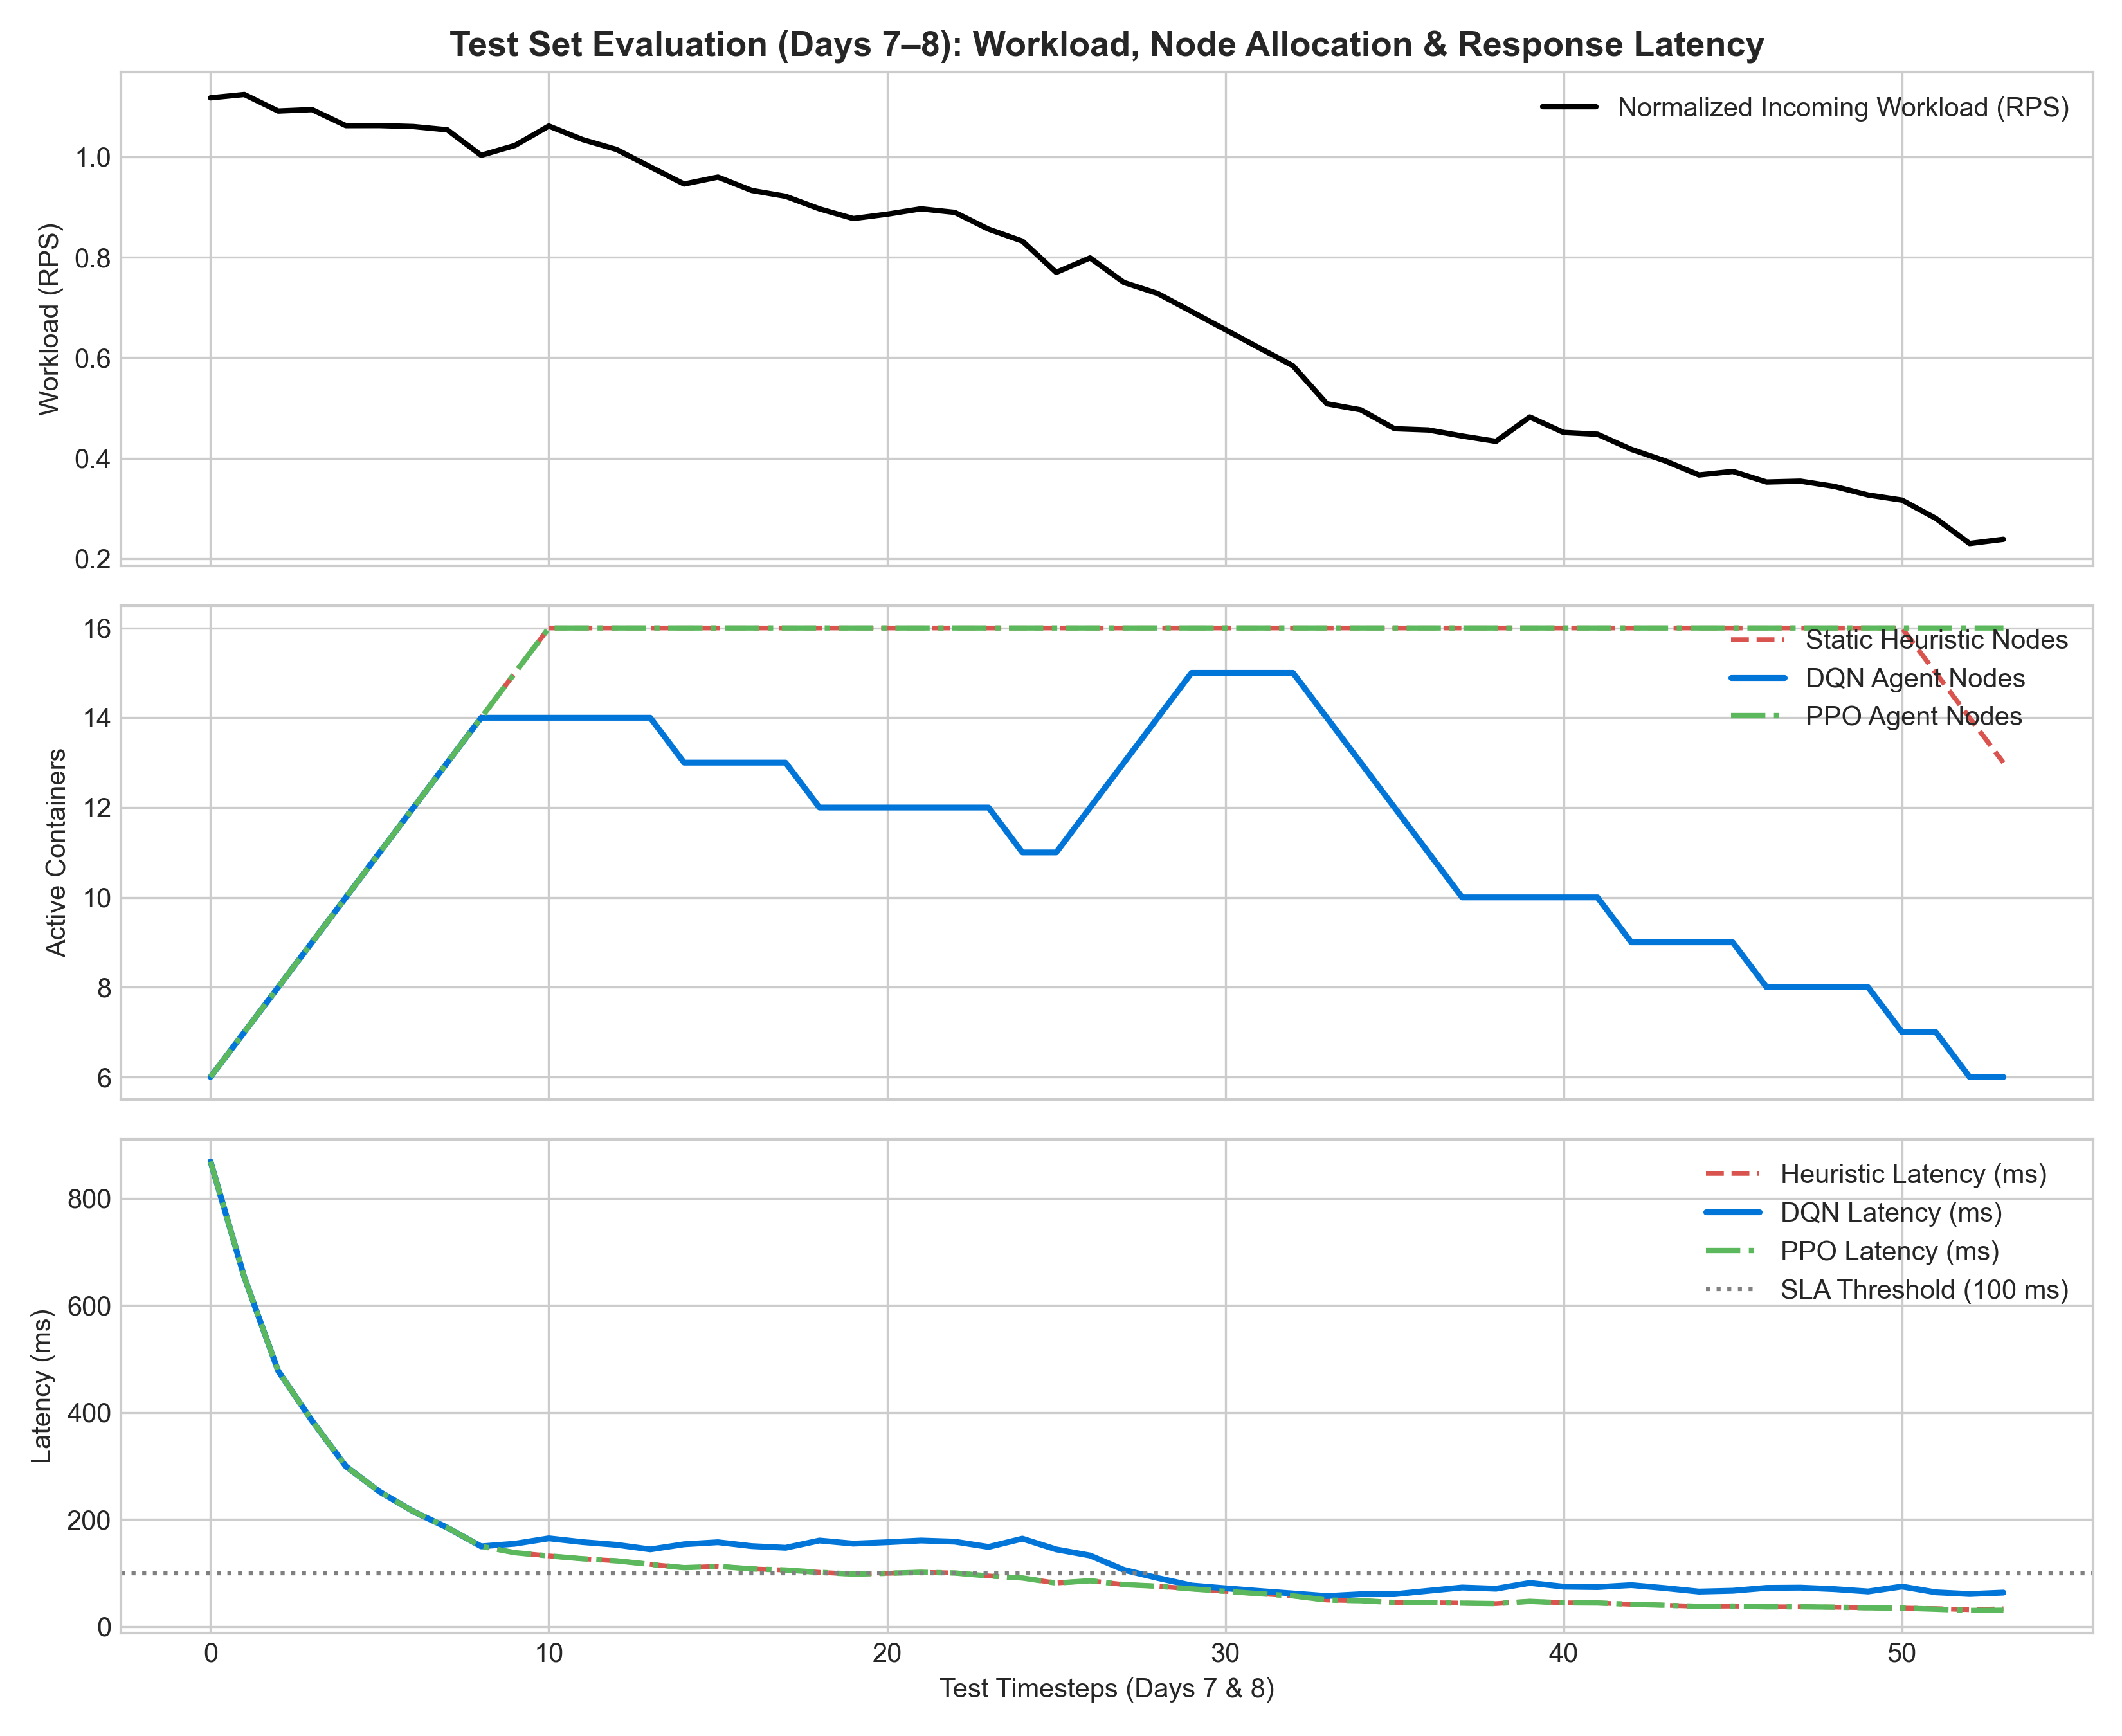 Test Set Evaluation (Days 7–8): Workload, Node Allocation & Response Latency
Normalized Incoming Workload (RPS)
Workload (RPS)
1.0
0.8
0.6
0.4
0.2
Static Heuristic Nodes
DQN Agent Nodes
PPO Agent Nodes
Active Containers
16
14
12
10
8
6
Heuristic Latency (ms)
DQN Latency (ms)
PPO Latency (ms)
SLA Threshold (100 ms)
Latency (ms)
800
600
400
200
0
0 10 20 30 40 50
Test Timesteps (Days 7 & 8)